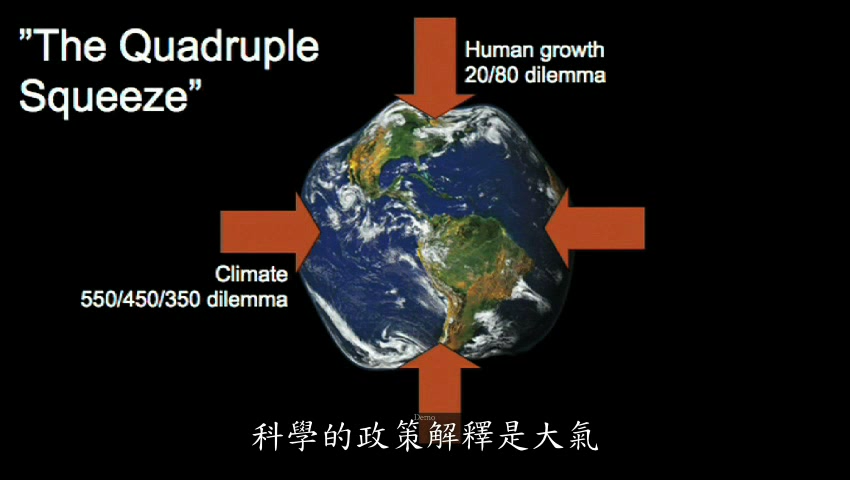 ”The Quadruple
Squeeze”
Human growth
20/80 dilemma
Climate
550/450/350 dilemma
Demo
科學的政策解釋是大氣